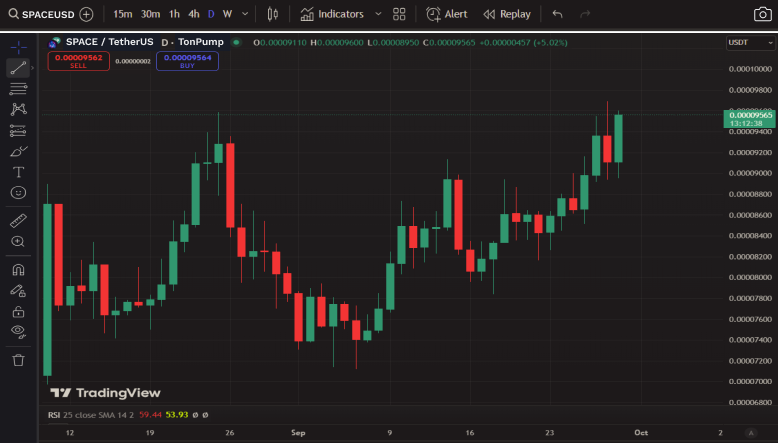 SPACEUSD 15m 30m 1h 4h D W Indicators Alert Replay
SPACE / TetherUS D · TonPump O0.00009110 H0.00009600 L0.00008950 C0.00009565 +0.00000457 (+5.02%) USDT
0.00009562 0.00000002 0.00009564
SELL BUY
0.00010000
0.00009800
0.00009565
13:12:38
0.00009400
0.00009200
0.00009000
0.00008800
0.00008600
0.00008400
0.00008200
0.00008000
0.00007800
0.00007600
0.00007400
0.00007200
0.00007000
0.00006800
TradingView
RSI 25 close SMA 14 2 59.44 53.93 ø ø
12 19 26 Sep 9 16 23 Oct 2 A